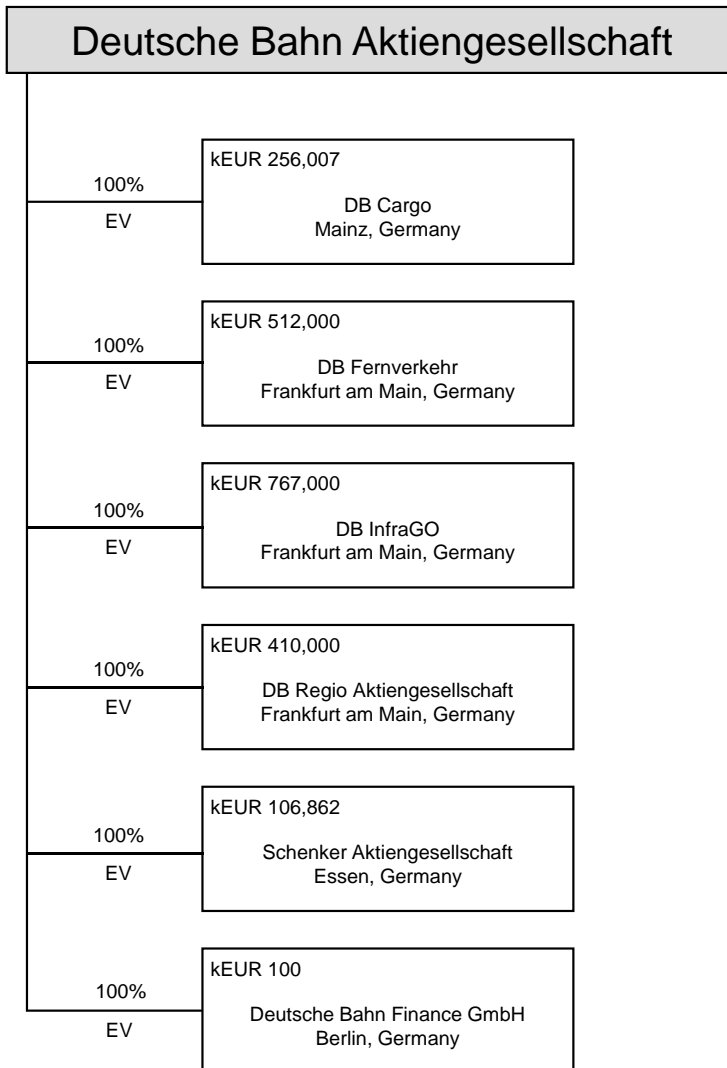 Deutsche Bahn Aktiengesellschaft
kEUR 256,007
100%
EV
DB Cargo
Mainz, Germany
kEUR 512,000
100%
EV
DB Fernverkehr
Frankfurt am Main, Germany
kEUR 767,000
100%
EV
DB InfraGO
Frankfurt am Main, Germany
kEUR 410,000
100%
EV
DB Regio Aktiengesellschaft
Frankfurt am Main, Germany
kEUR 106,862
100%
EV
Schenker Aktiengesellschaft
Essen, Germany
kEUR 100
100%
EV
Deutsche Bahn Finance GmbH
Berlin, Germany